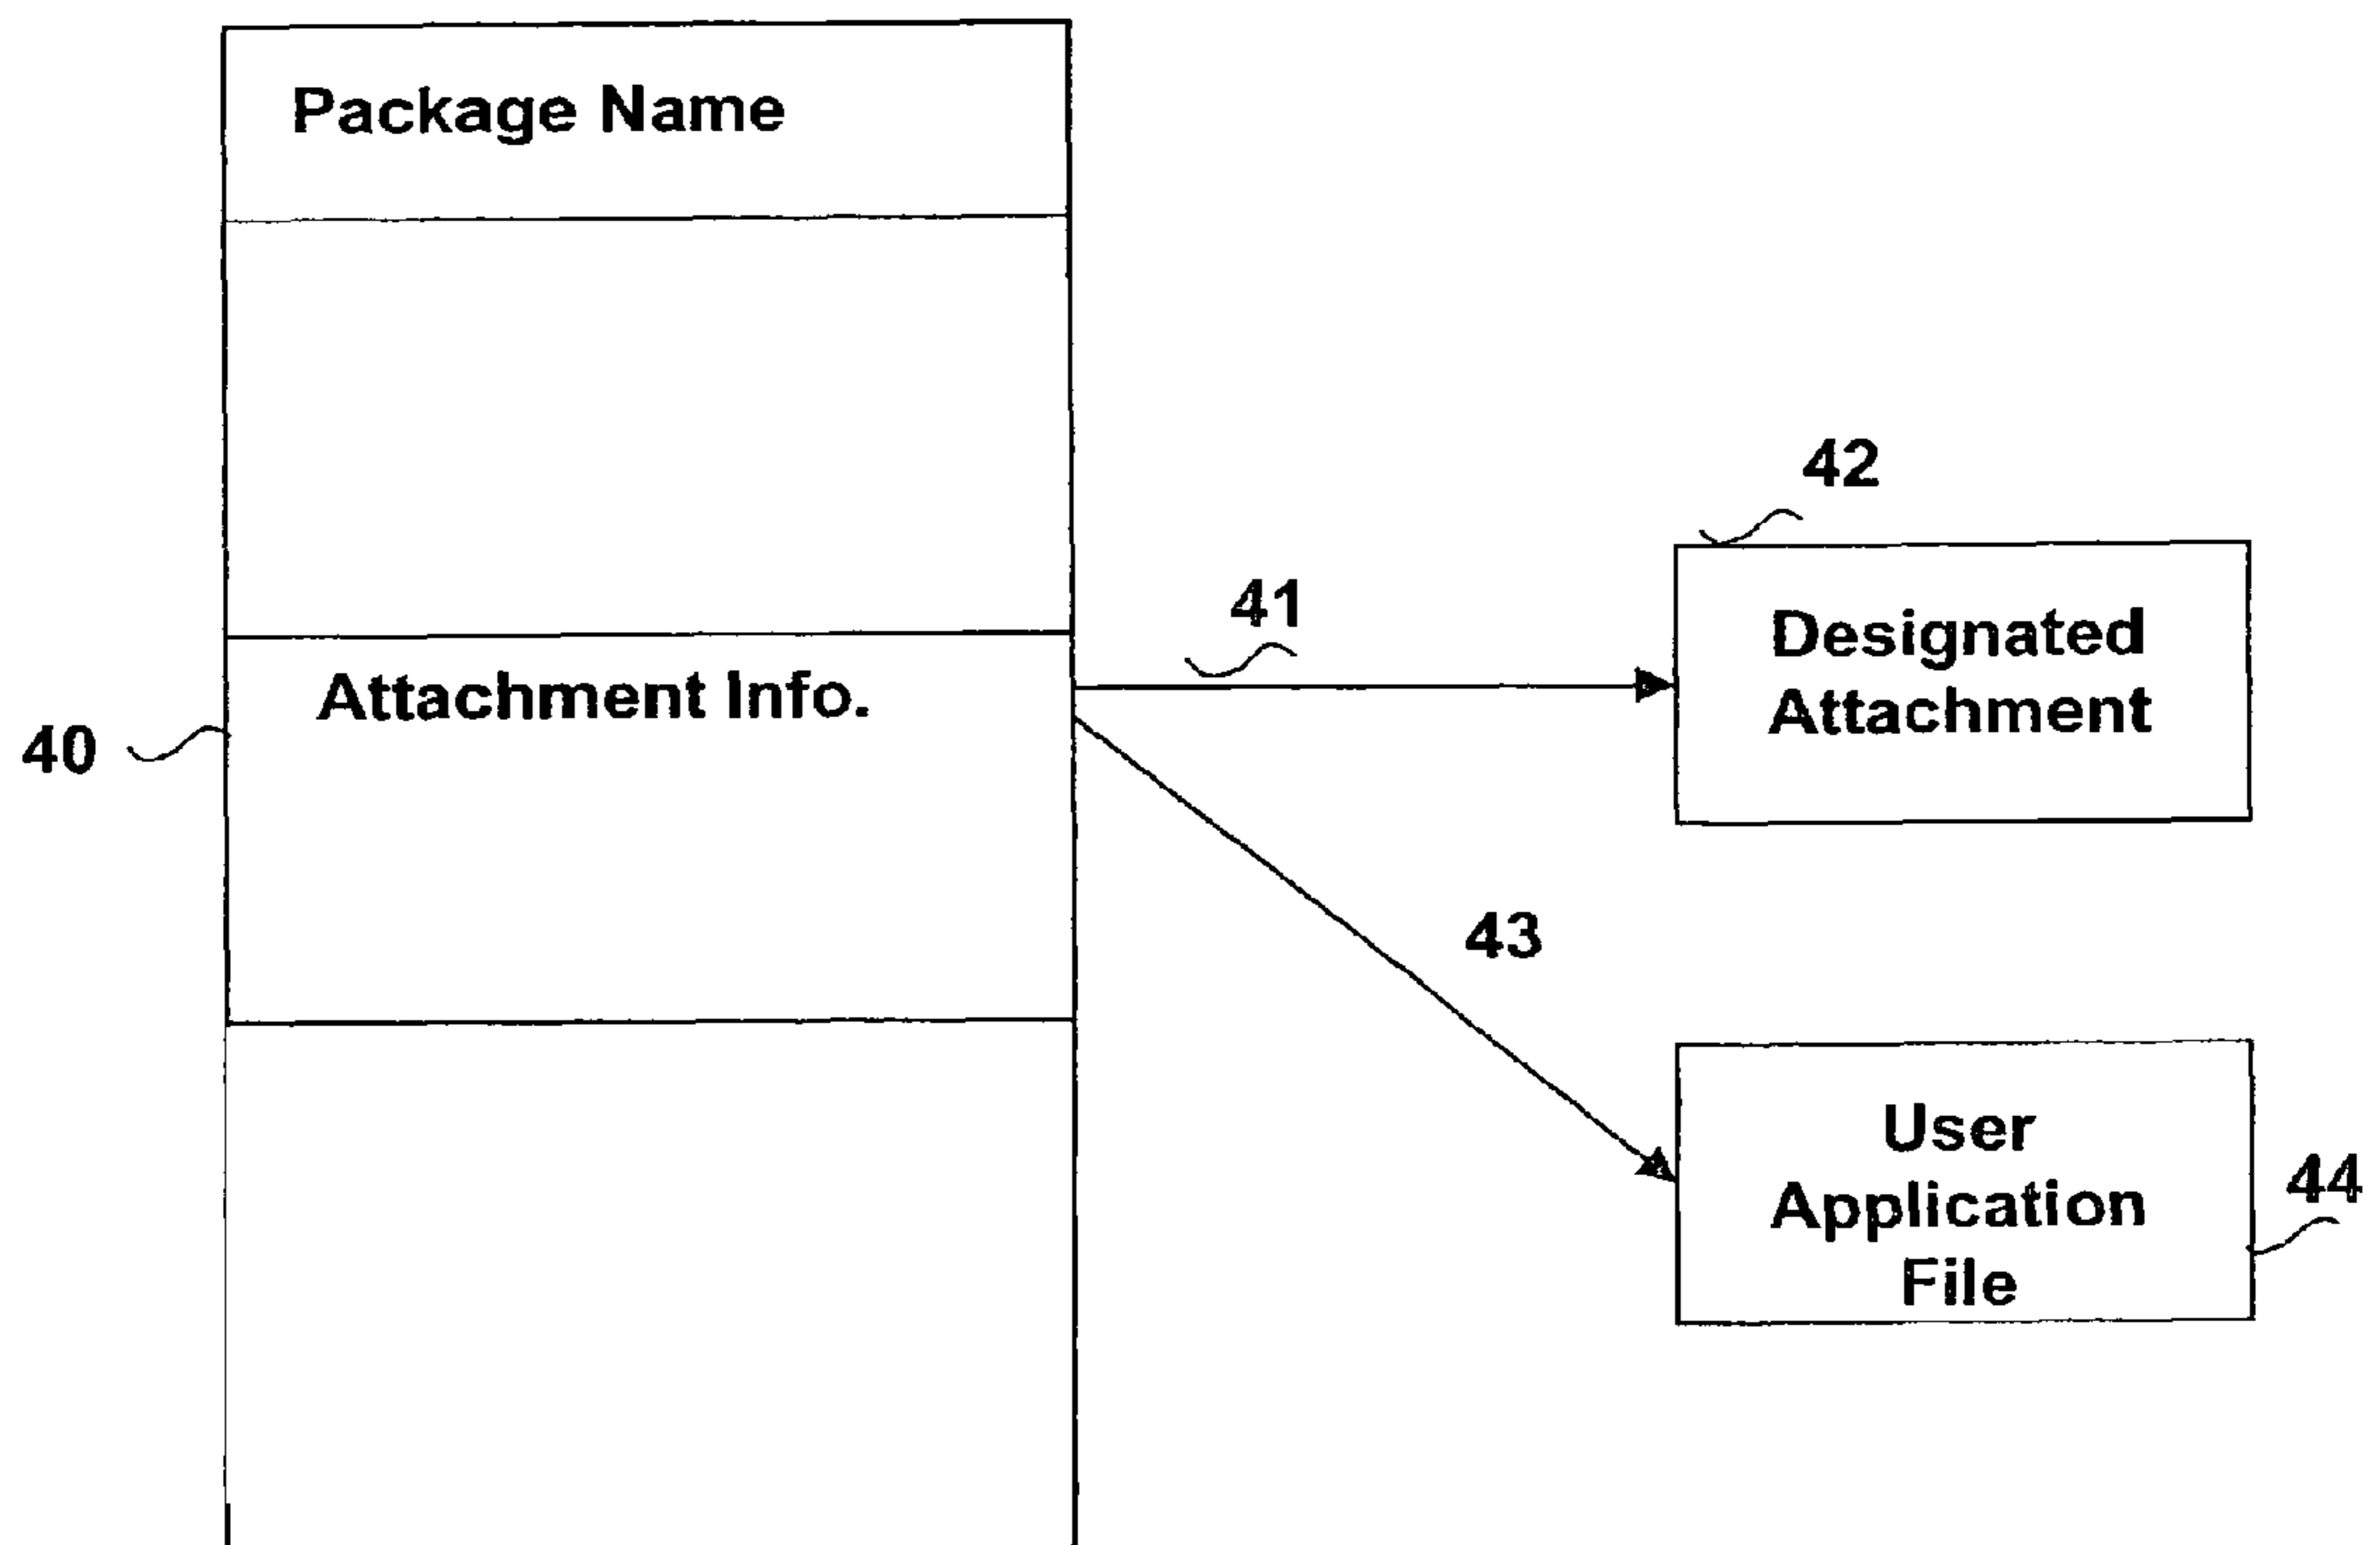 Package Name
42
41
Designated
Attachment
Attachment Info.
40
43
User
Application
File
44